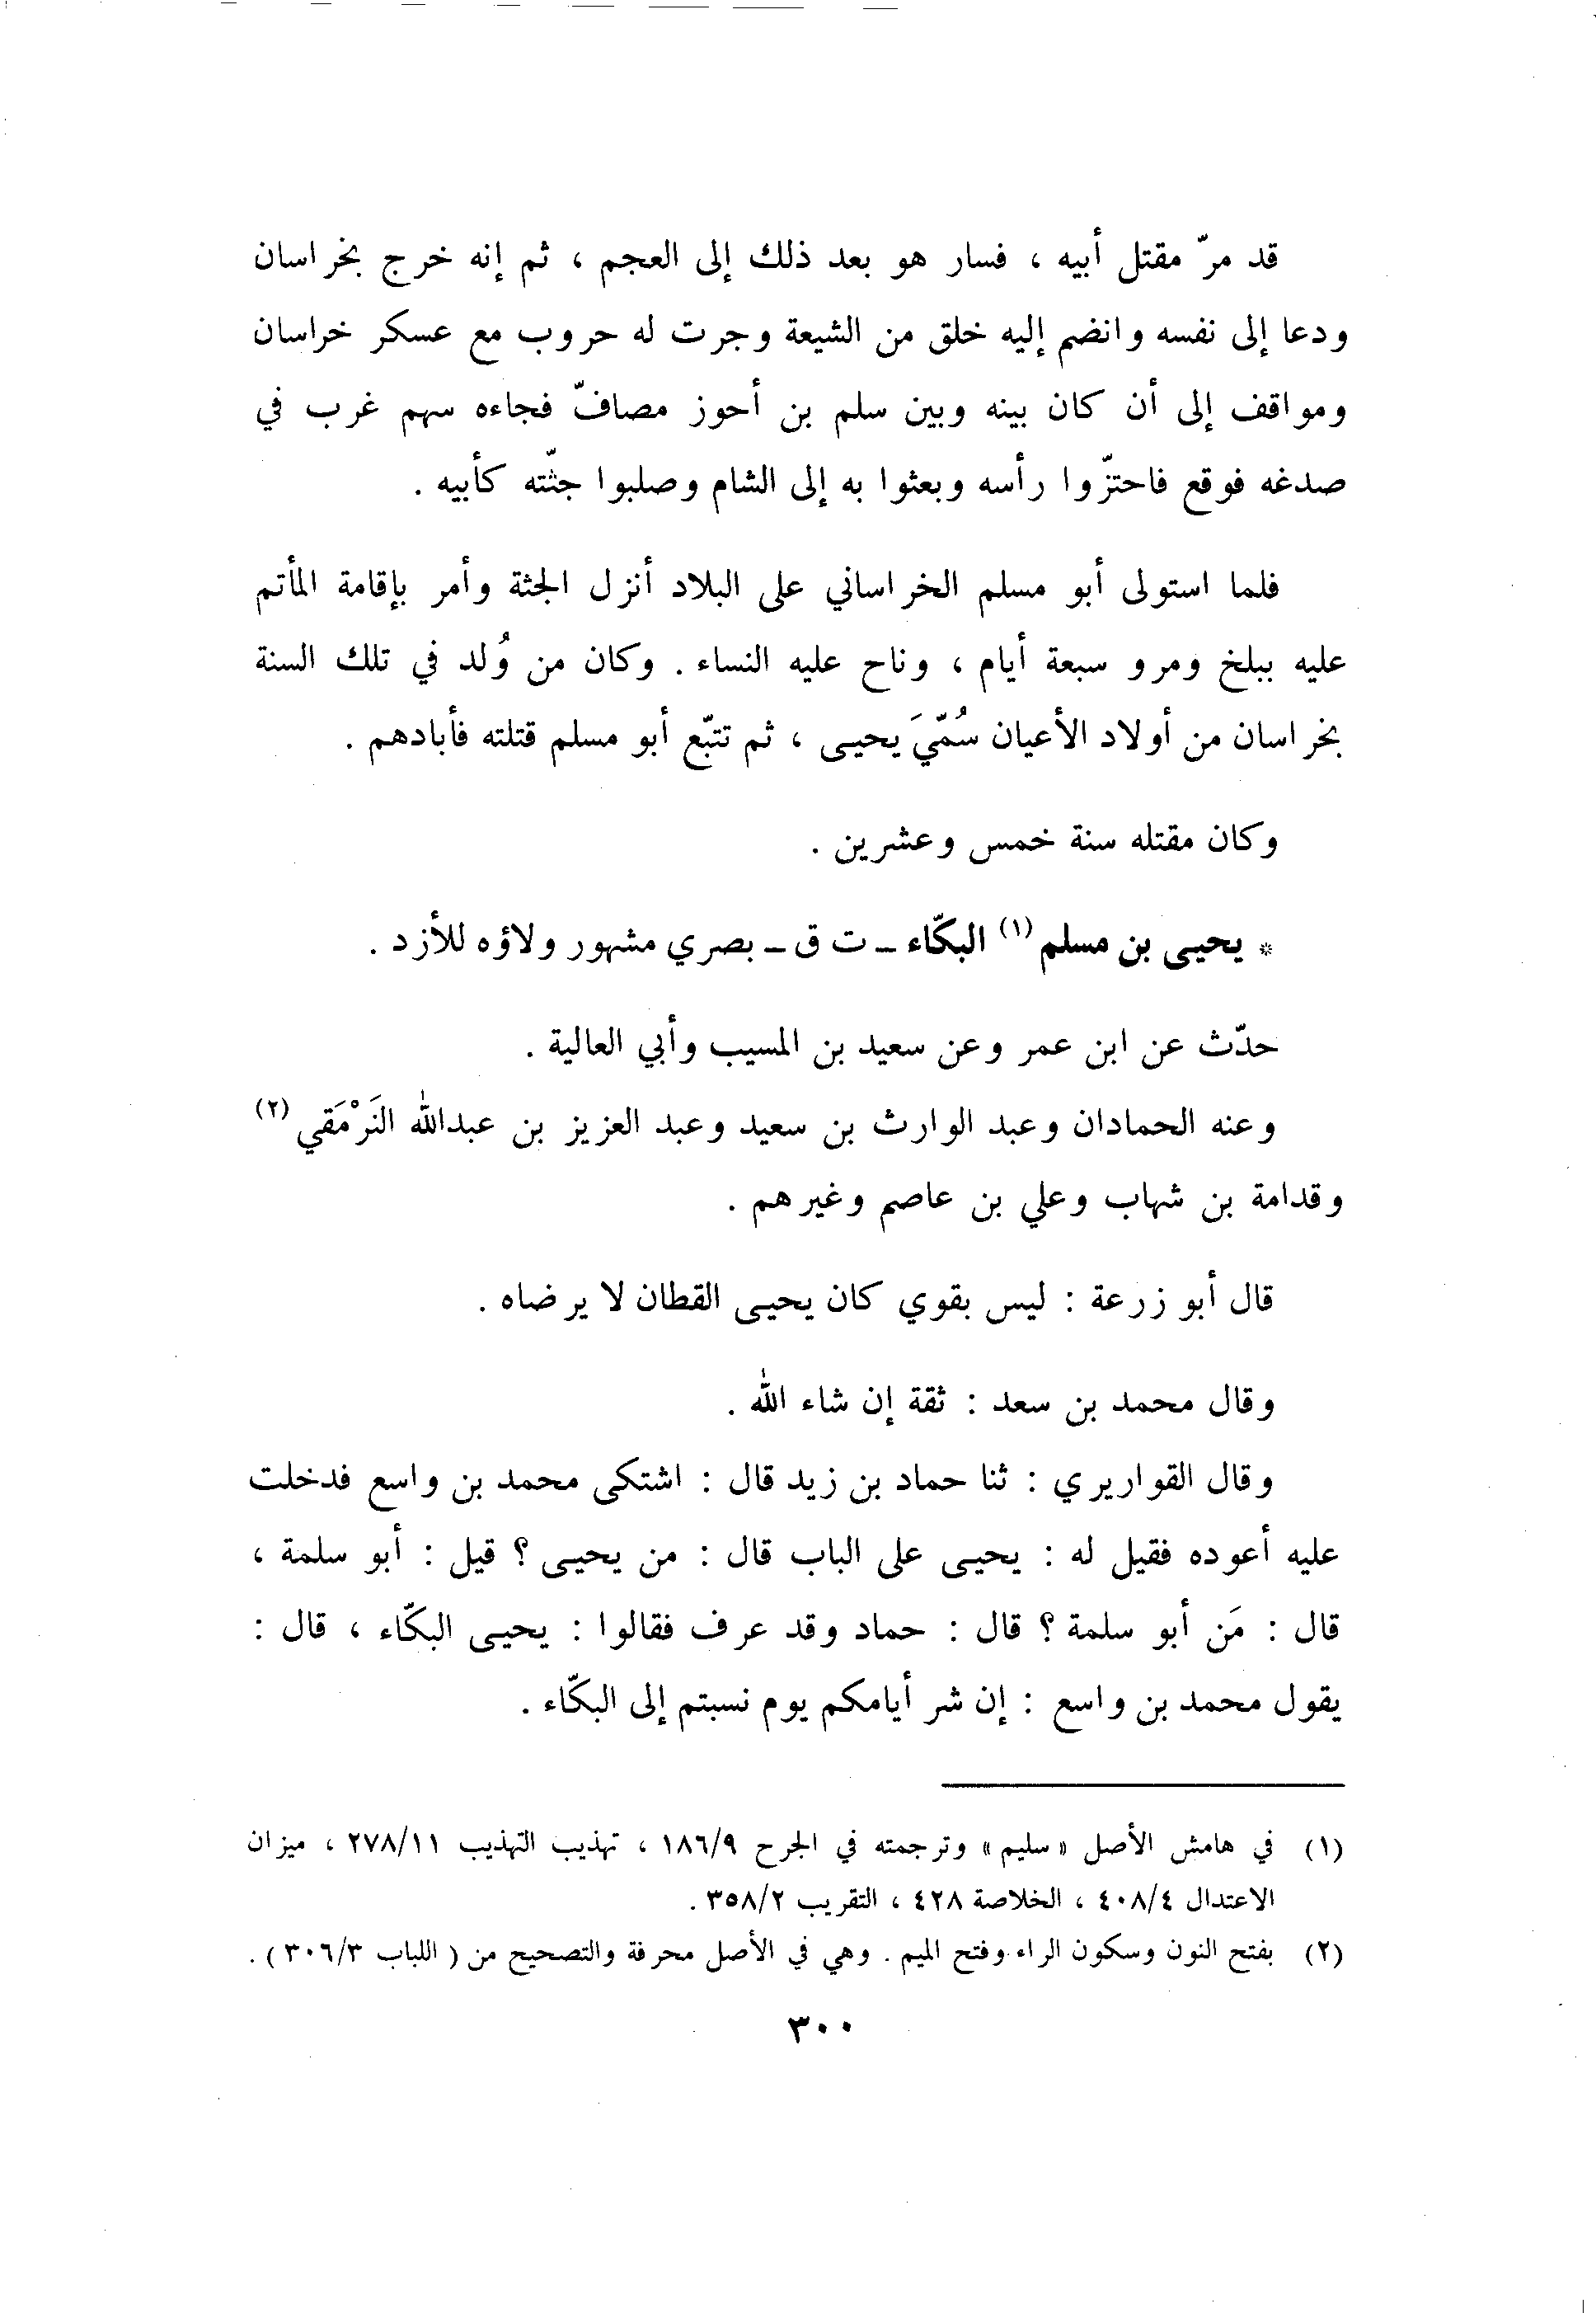 قد مرّ مقتل أبيه ، فسار هو بعد ذلك إلى العجم ، ثم إنه خرج بخراسان
ودعا إلى نفسه وانضم إليه خلق من الشيعة وجرت له حروب مع عسكر خراسان
ومواقف إلى أن كان بينه وبين سلم بن أحوز مصافّ فجاءه سهم غرب في
صدغه فوقع فاحتزّوا رأسه وبعثوا به إلى الشام وصلبوا جثّته كأبيه .
فلما استولى أبو مسلم الخراساني على البلاد أنزل الجثة وأمر بإقامة المأتم
عليه ببلخ ومرو سبعة أيام ، وناح عليه النساء . وكان من وُلد في تلك السنة
بخراسان من أولاد الأعيان سُمّيَ يحيى ، ثم تتبّع أبو مسلم قتلته فأبادهم .
وكان مقتله سنة خمس وعشرين .
* يحيى بن مسلم (١) البكّاء ـ ت ق ـ بصري مشهور ولاؤه للأزد .
حدّث عن ابن عمر وعن سعيد بن المسيب وأبي العالية .
وعنه الحمادان وعبد الوارث بن سعيد وعبد العزيز بن عبدالله النَرْمَقي (٢)
وقدامة بن شهاب وعلي بن عاصم وغيرهم .
قال أبو زرعة : ليس بقوي كان يحيى القطان لا يرضاه .
وقال محمد بن سعد : ثقة إن شاء الله .
وقال القواريري : ثنا حماد بن زيد قال : اشتكى محمد بن واسع فدخلت
عليه أعوده فقيل له : يحيى على الباب قال : من يحيى ؟ قيل : أبو سلمة ،
قال : مَن أبو سلمة ؟ قال : حماد وقد عرف فقالوا : يحيى البكّاء ، قال :
يقول محمد بن واسع : إن شر أيامكم يوم نسبتم إلى البكّاء .
(١) في هامش الأصل « سليم » وترجمته في الجرح ١٨٦/٩ ، تهذيب التهذيب ٢٧٨/١١ ، ميزان
الاعتدال ٤٠٨/٤ ، الخلاصة ٤٢٨ ، التقريب ٣٥٨/٢ .
(٢) بفتح النون وسكون الراء وفتح الميم . وهي في الأصل محرفة والتصحيح من ( اللباب ٣٠٦/٣ ) .
٣٠٠